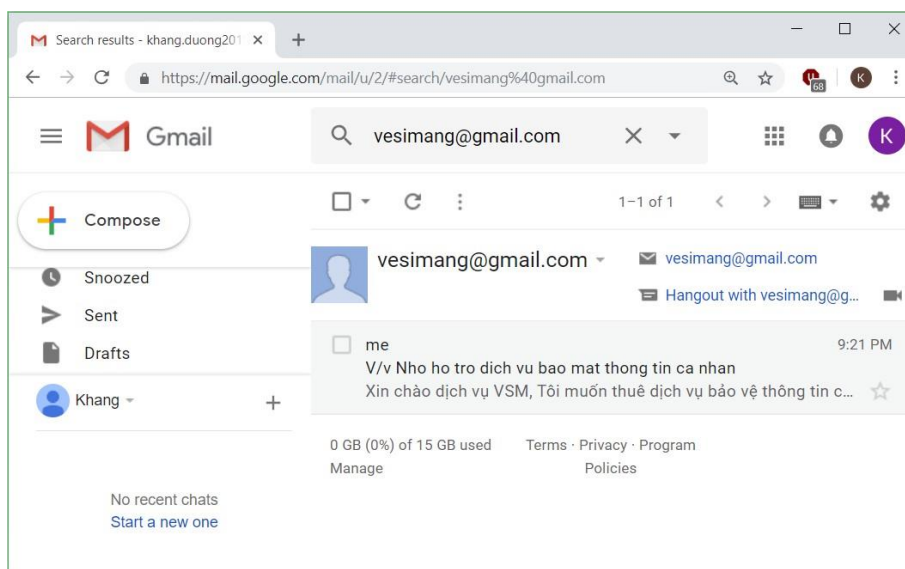 Search results - khang.duong201
https://mail.google.com/mail/u/2/#search/vesimang%40gmail.com
68
K
Gmail
vesimang@gmail.com
K
Compose
1–1 of 1
Snoozed
Sent
Drafts
vesimang@gmail.com
vesimang@gmail.com
Hangout with vesimang@g...
me
9:21 PM
V/v Nho ho tro dich vu bao mat thong tin ca nhan
Xin chào dịch vụ VSM, Tôi muốn thuê dịch vụ bảo vệ thông tin c...
Khang
0 GB (0%) of 15 GB used
Manage
Terms · Privacy · Program
Policies
No recent chats
Start a new one